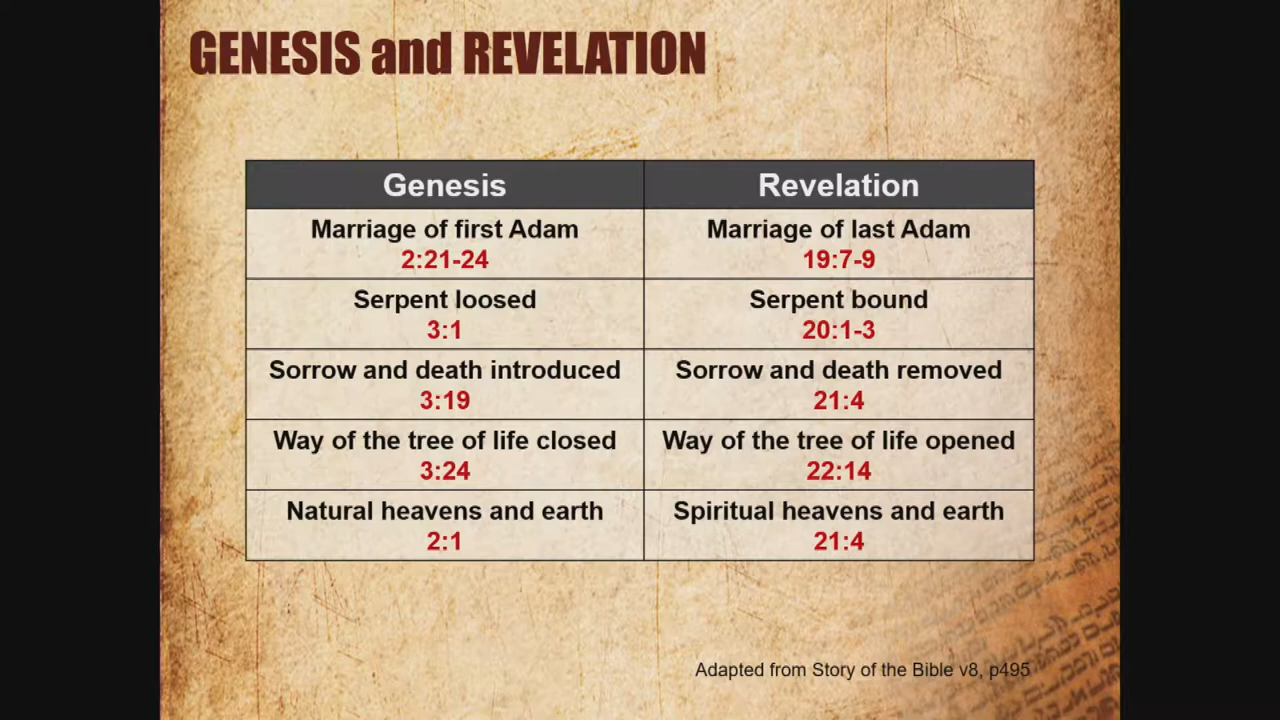 GENESIS and REVELATION
Genesis
Revelation
Marriage of first Adam
2:21-24
Marriage of last Adam
19:7-9
Serpent loosed
3:1
Serpent bound
20:1-3
Sorrow and death introduced
3:19
Sorrow and death removed
21:4
Way of the tree of life closed
3:24
Way of the tree of life opened
22:14
Natural heavens and earth
2:1
Spiritual heavens and earth
21:4
Adapted from Story of the Bible v8, p495